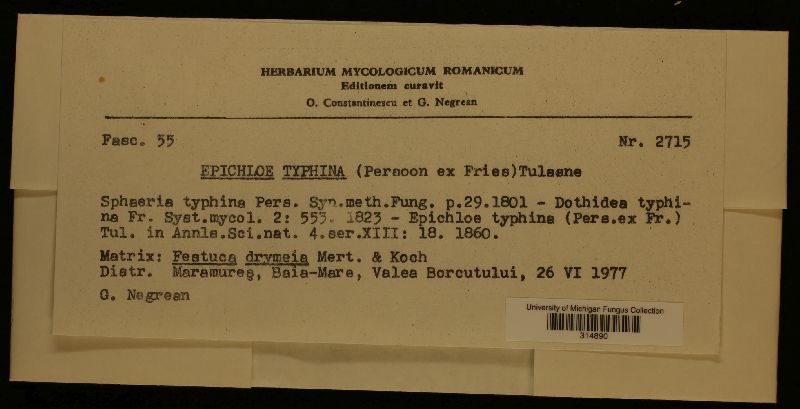 HERBARIUM MYCOLOGICUM ROMANICUM
Editionem curavit
O. Constantinescu et G. Negrean
Fasc. 55
Nr. 2715
EPICHLOE TYPHINA (Persoon ex Fries)Tulasne
Sphaeria typhina Pers. Syn.meth.Fung. p.29.1801 - Dothidea typhi-
na Fr. Syst.mycol. 2: 553. 1823 - Epichloe typhina (Pers.ex Fr.)
Tul. in Annls.Sci.nat. 4.ser.XIII: 18. 1860.
Matrix: Festuca drymeia Mert. & Koch
Distr. Maramureş, Baia-Mare, Valea Borcutului, 26 VI 1977
G. Negrean
University of Michigan Fungus Collection
314890